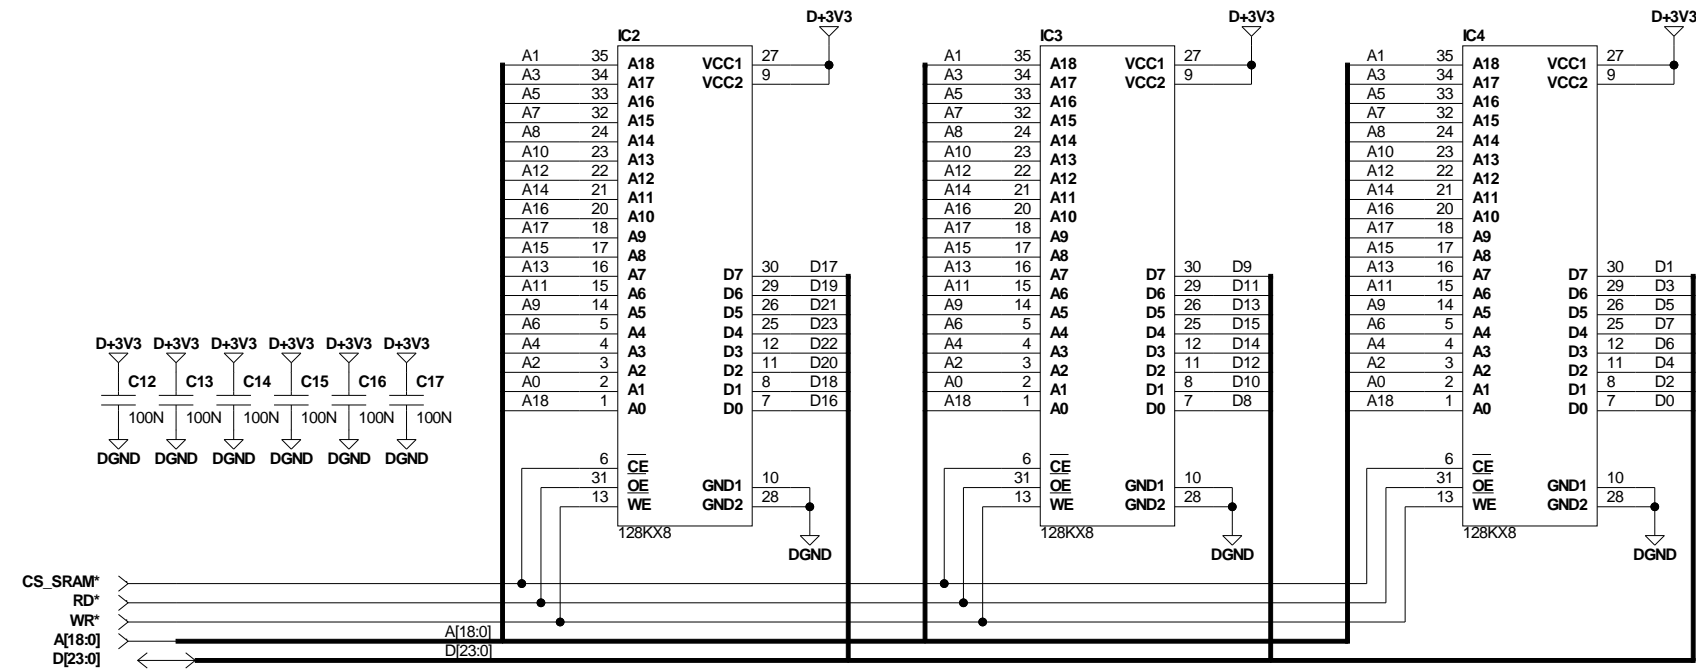 D+3V3 D+3V3 D+3V3
IC2 IC3 IC4
A1 35 A18 VCC1 27 A1 35 A18 VCC1 27 A1 35 A18 VCC1 27
A3 34 A17 VCC2 9 A3 34 A17 VCC2 9 A3 34 A17 VCC2 9
A5 33 A16 A5 33 A16 A5 33 A16
A7 32 A15 A7 32 A15 A7 32 A15
A8 24 A14 A8 24 A14 A8 24 A14
A10 23 A13 A10 23 A13 A10 23 A13
A12 22 A12 A12 22 A12 A12 22 A12
A14 21 A11 A14 21 A11 A14 21 A11
A16 20 A10 A16 20 A10 A16 20 A10
A17 18 A9 A17 18 A9 A17 18 A9
A15 17 A8 A15 17 A8 A15 17 A8
A13 16 A7 D7 30 D17 A13 16 A7 D7 30 D9 A13 16 A7 D7 30 D1
A11 15 A6 D6 29 D19 A11 15 A6 D6 29 D11 A11 15 A6 D6 29 D3
A9 14 A5 D5 26 D21 A9 14 A5 D5 26 D13 A9 14 A5 D5 26 D5
A6 5 A4 D4 25 D23 A6 5 A4 D4 25 D15 A6 5 A4 D4 25 D7
D+3V3 D+3V3 D+3V3 D+3V3 D+3V3 D+3V3 A4 4 A3 D3 12 D22 A4 4 A3 D3 12 D14 A4 4 A3 D3 12 D6
A2 3 A2 D2 11 D20 A2 3 A2 D2 11 D12 A2 3 A2 D2 11 D4
C12 C13 C14 C15 C16 C17 A0 2 A1 D1 8 D18 A0 2 A1 D1 8 D10 A0 2 A1 D1 8 D2
A18 1 A0 D0 7 D16 A18 1 A0 D0 7 D8 A18 1 A0 D0 7 D0
100N 100N 100N 100N 100N 100N
DGND DGND DGND DGND DGND DGND
6 CE 6 CE 6 CE
31 OE GND1 10 31 OE GND1 10 31 OE GND1 10
13 WE GND2 28 13 WE GND2 28 13 WE GND2 28
128KX8 128KX8 128KX8
DGND DGND DGND
CS_SRAM*
RD*
WR*
A[18:0] A[18:0]
D[23:0] D[23:0]